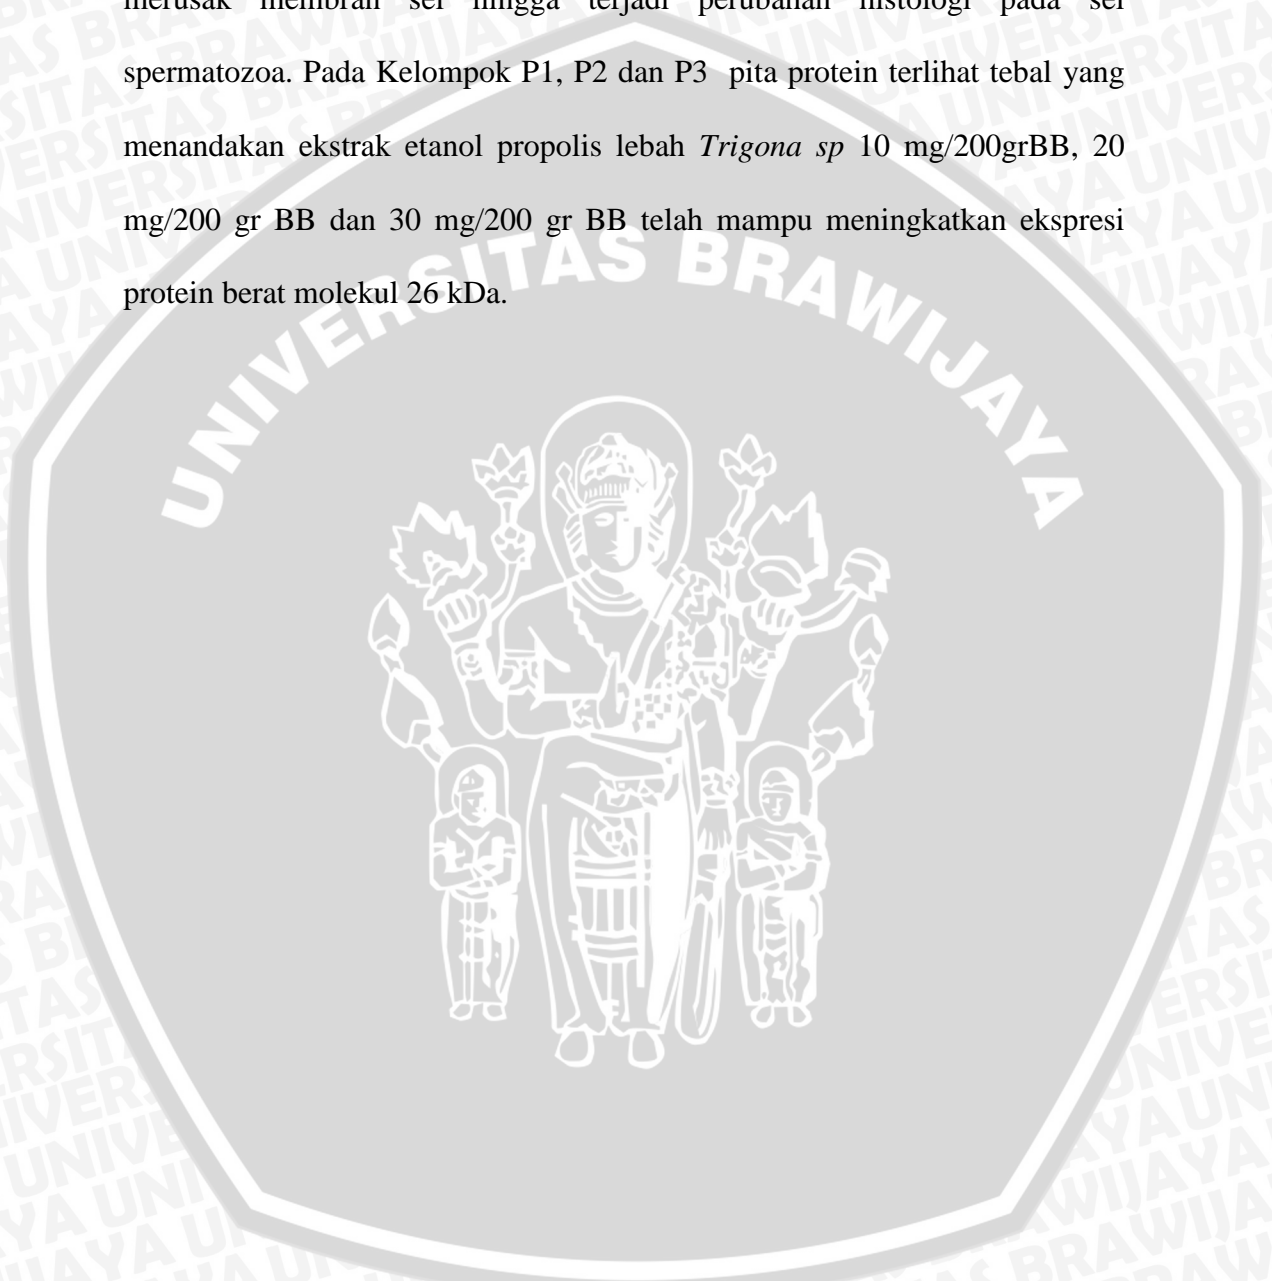 merusak membran sel hingga terjadi perubahan histologi pada sel
spermatozoa. Pada Kelompok P1, P2 dan P3 pita protein terlihat tebal yang
menandakan ekstrak etanol propolis lebah Trigona sp 10 mg/200grBB, 20
mg/200 gr BB dan 30 mg/200 gr BB telah mampu meningkatkan ekspresi
protein berat molekul 26 kDa.
UNIVERSITAS BRAWIJAYA